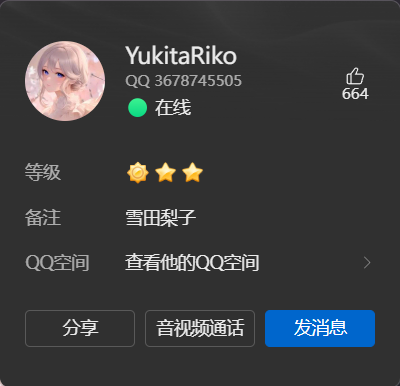 YukitaRiko
QQ 3678745505
在线
664
等级
备注 雪田梨子
QQ空间 查看他的QQ空间
分享 音视频通话 发消息